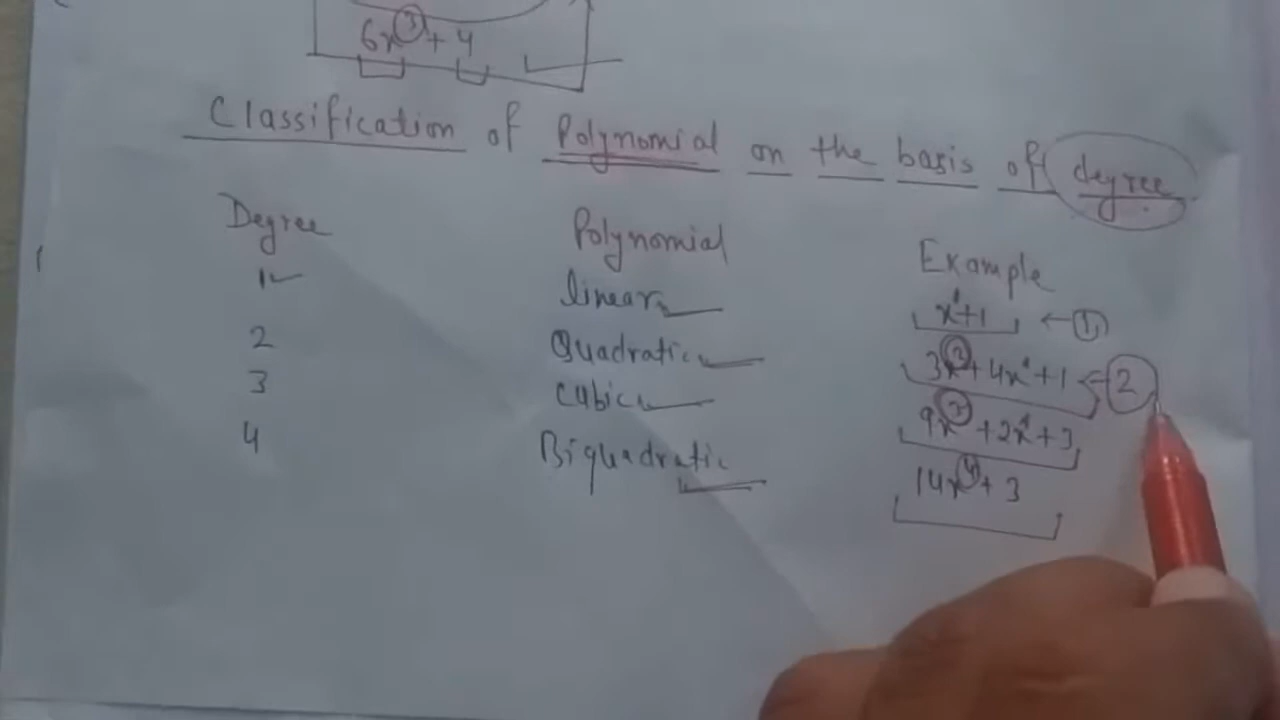 6x³ + 4
Classification of Polynomial on the basis of degree
Degree Polynomial Example
1 linear x¹+1 ← 1
2 Quadratic 3x² + 4x¹ + 1 ← 2
3 Cubic 9x³ + 2x¹ + 3
4 Biquadratic 14x⁴ + 3